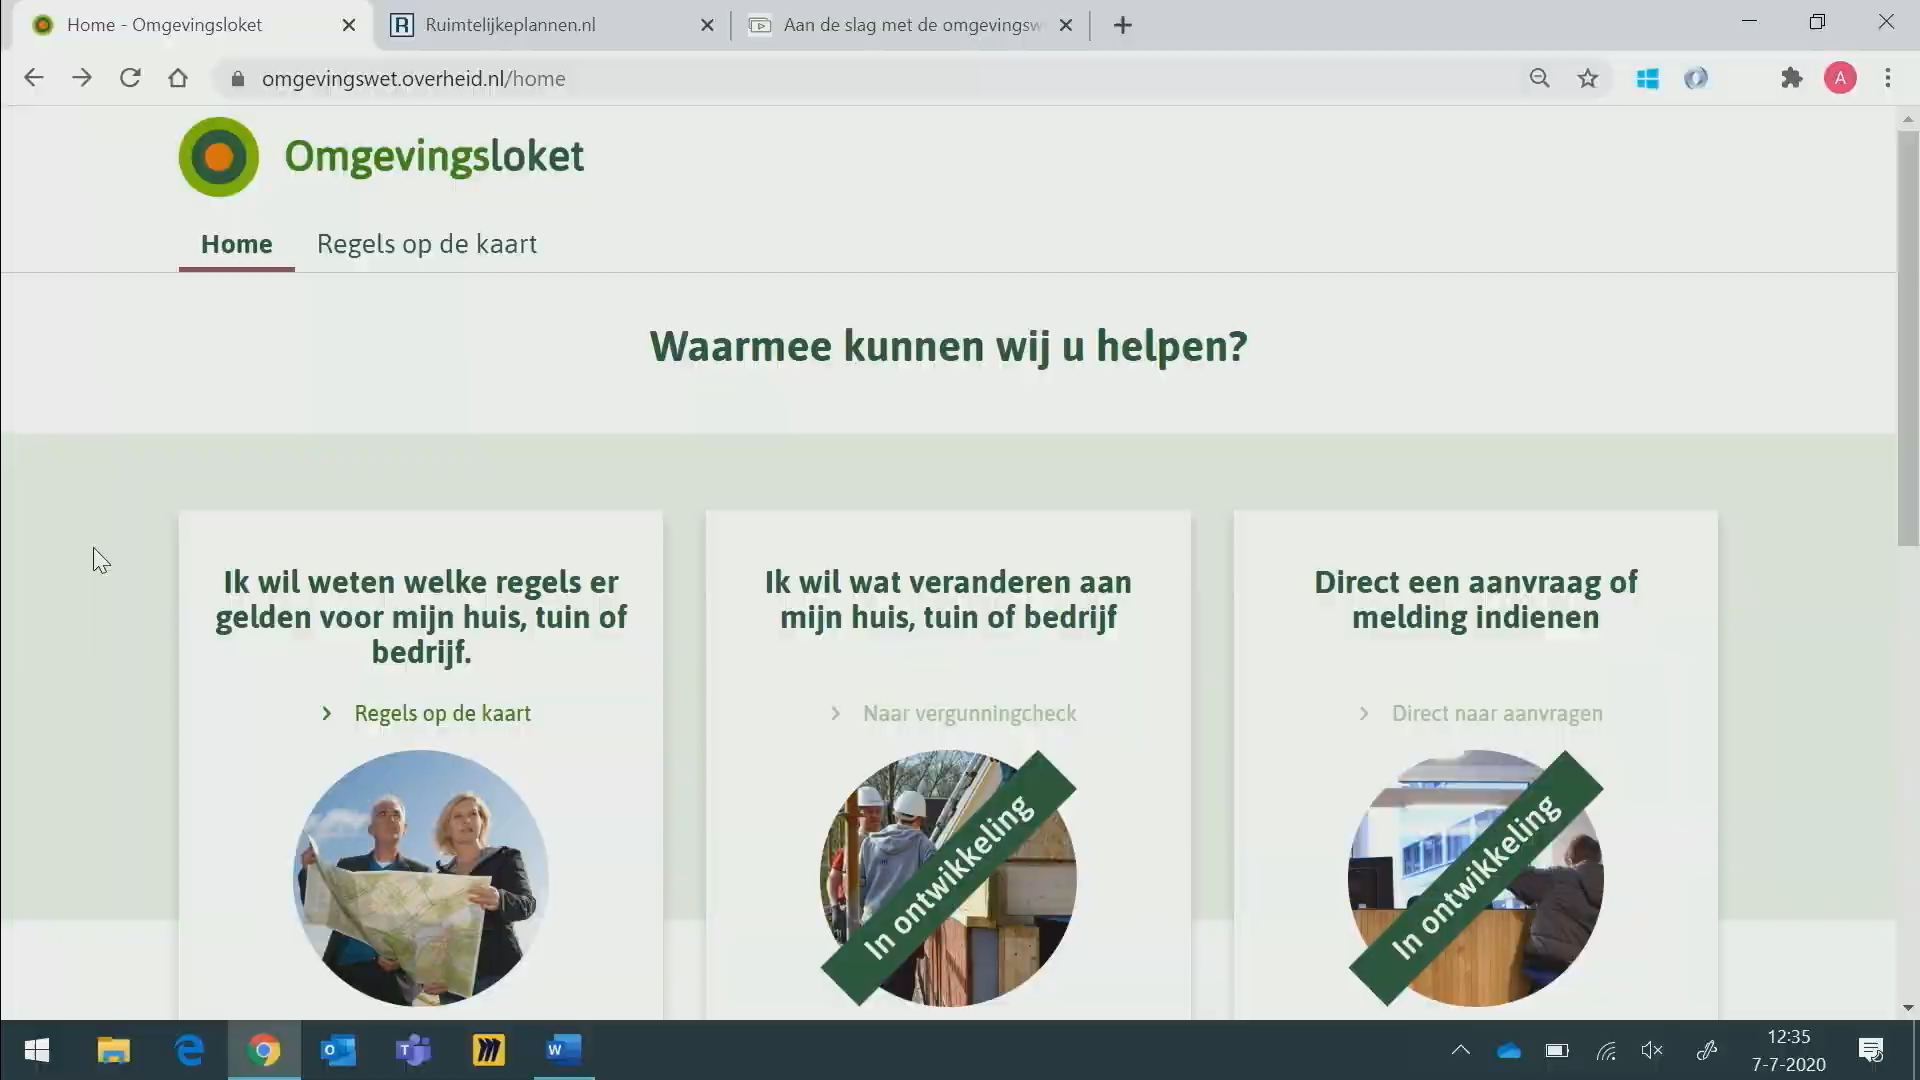 Home - Omgevingsloket
Ruimtelijkeplannen.nl
Aan de slag met de omgevingsw
omgevingswet.overheid.nl/home
A
Omgevingsloket
Home
Regels op de kaart
Waarmee kunnen wij u helpen?
Ik wil weten welke regels er
gelden voor mijn huis, tuin of
bedrijf.
Regels op de kaart
Ik wil wat veranderen aan
mijn huis, tuin of bedrijf
Naar vergunningcheck
In ontwikkeling
Direct een aanvraag of
melding indienen
Direct naar aanvragen
In ontwikkeling
12:35
7-7-2020